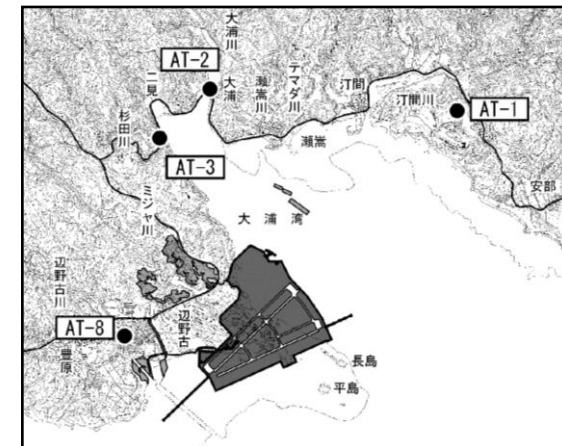 大浦川
AT-2
二見
大浦
瀬嵩川
テマダ川
汀間
汀間川
AT-1
杉田川
AT-3
瀬嵩
安部
ミジャ川
大浦湾
辺野古川
AT-8
辺野古
豊原
長島
平島